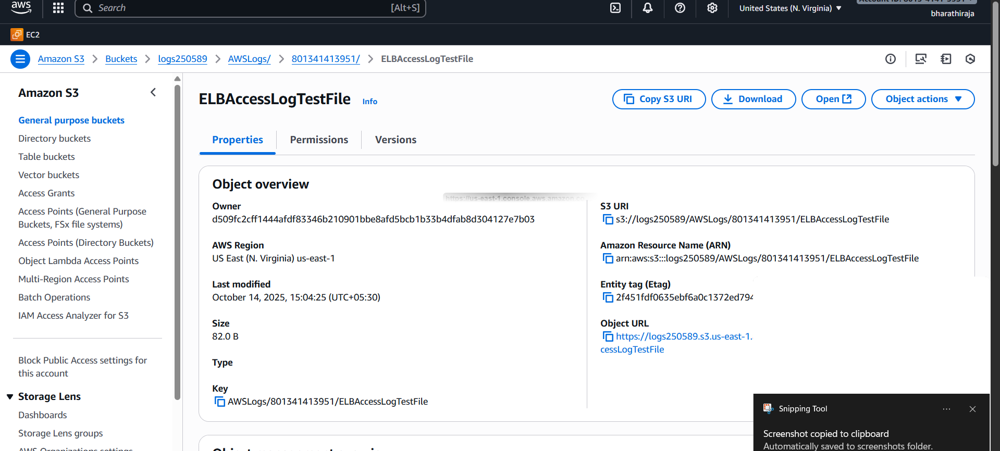 aws
Search
[Alt+S]
United States (N. Virginia)
bharathiraja
EC2
Amazon S3
Buckets
logs250589
AWSLogs/
801341413951/
ELBAccessLogTestFile
Amazon S3
General purpose buckets
Directory buckets
Table buckets
Vector buckets
Access Grants
Access Points (General Purpose
Buckets, FSx file systems)
Access Points (Directory Buckets)
Object Lambda Access Points
Multi-Region Access Points
Batch Operations
IAM Access Analyzer for S3
Block Public Access settings for
this account
Storage Lens
Dashboards
Storage Lens groups
AWS Organizations settings
ELBAccessLogTestFile
Info
Copy S3 URI
Download
Open
Object actions
Properties
Permissions
Versions
Object overview
https://us-east-1.console.aws.amazon.co
Owner
d509fc2cff1444afdf83346b210901bbe8afd5bcb1b33b4dfab8d304127e7b03
AWS Region
US East (N. Virginia) us-east-1
Last modified
October 14, 2025, 15:04:25 (UTC+05:30)
Size
82.0 B
Type
Key
AWSLogs/801341413951/ELBAccessLogTestFile
S3 URI
s3://logs250589/AWSLogs/801341413951/ELBAccessLogTestFile
Amazon Resource Name (ARN)
arn:aws:s3:::logs250589/AWSLogs/801341413951/ELBAccessLogTestFile
Entity tag (Etag)
2f451fdf0635ebf6a0c1372ed794
Object URL
https://logs250589.s3.us-east-1.
cessLogTestFile
Snipping Tool
Screenshot copied to clipboard
Automatically saved to screenshots folder.